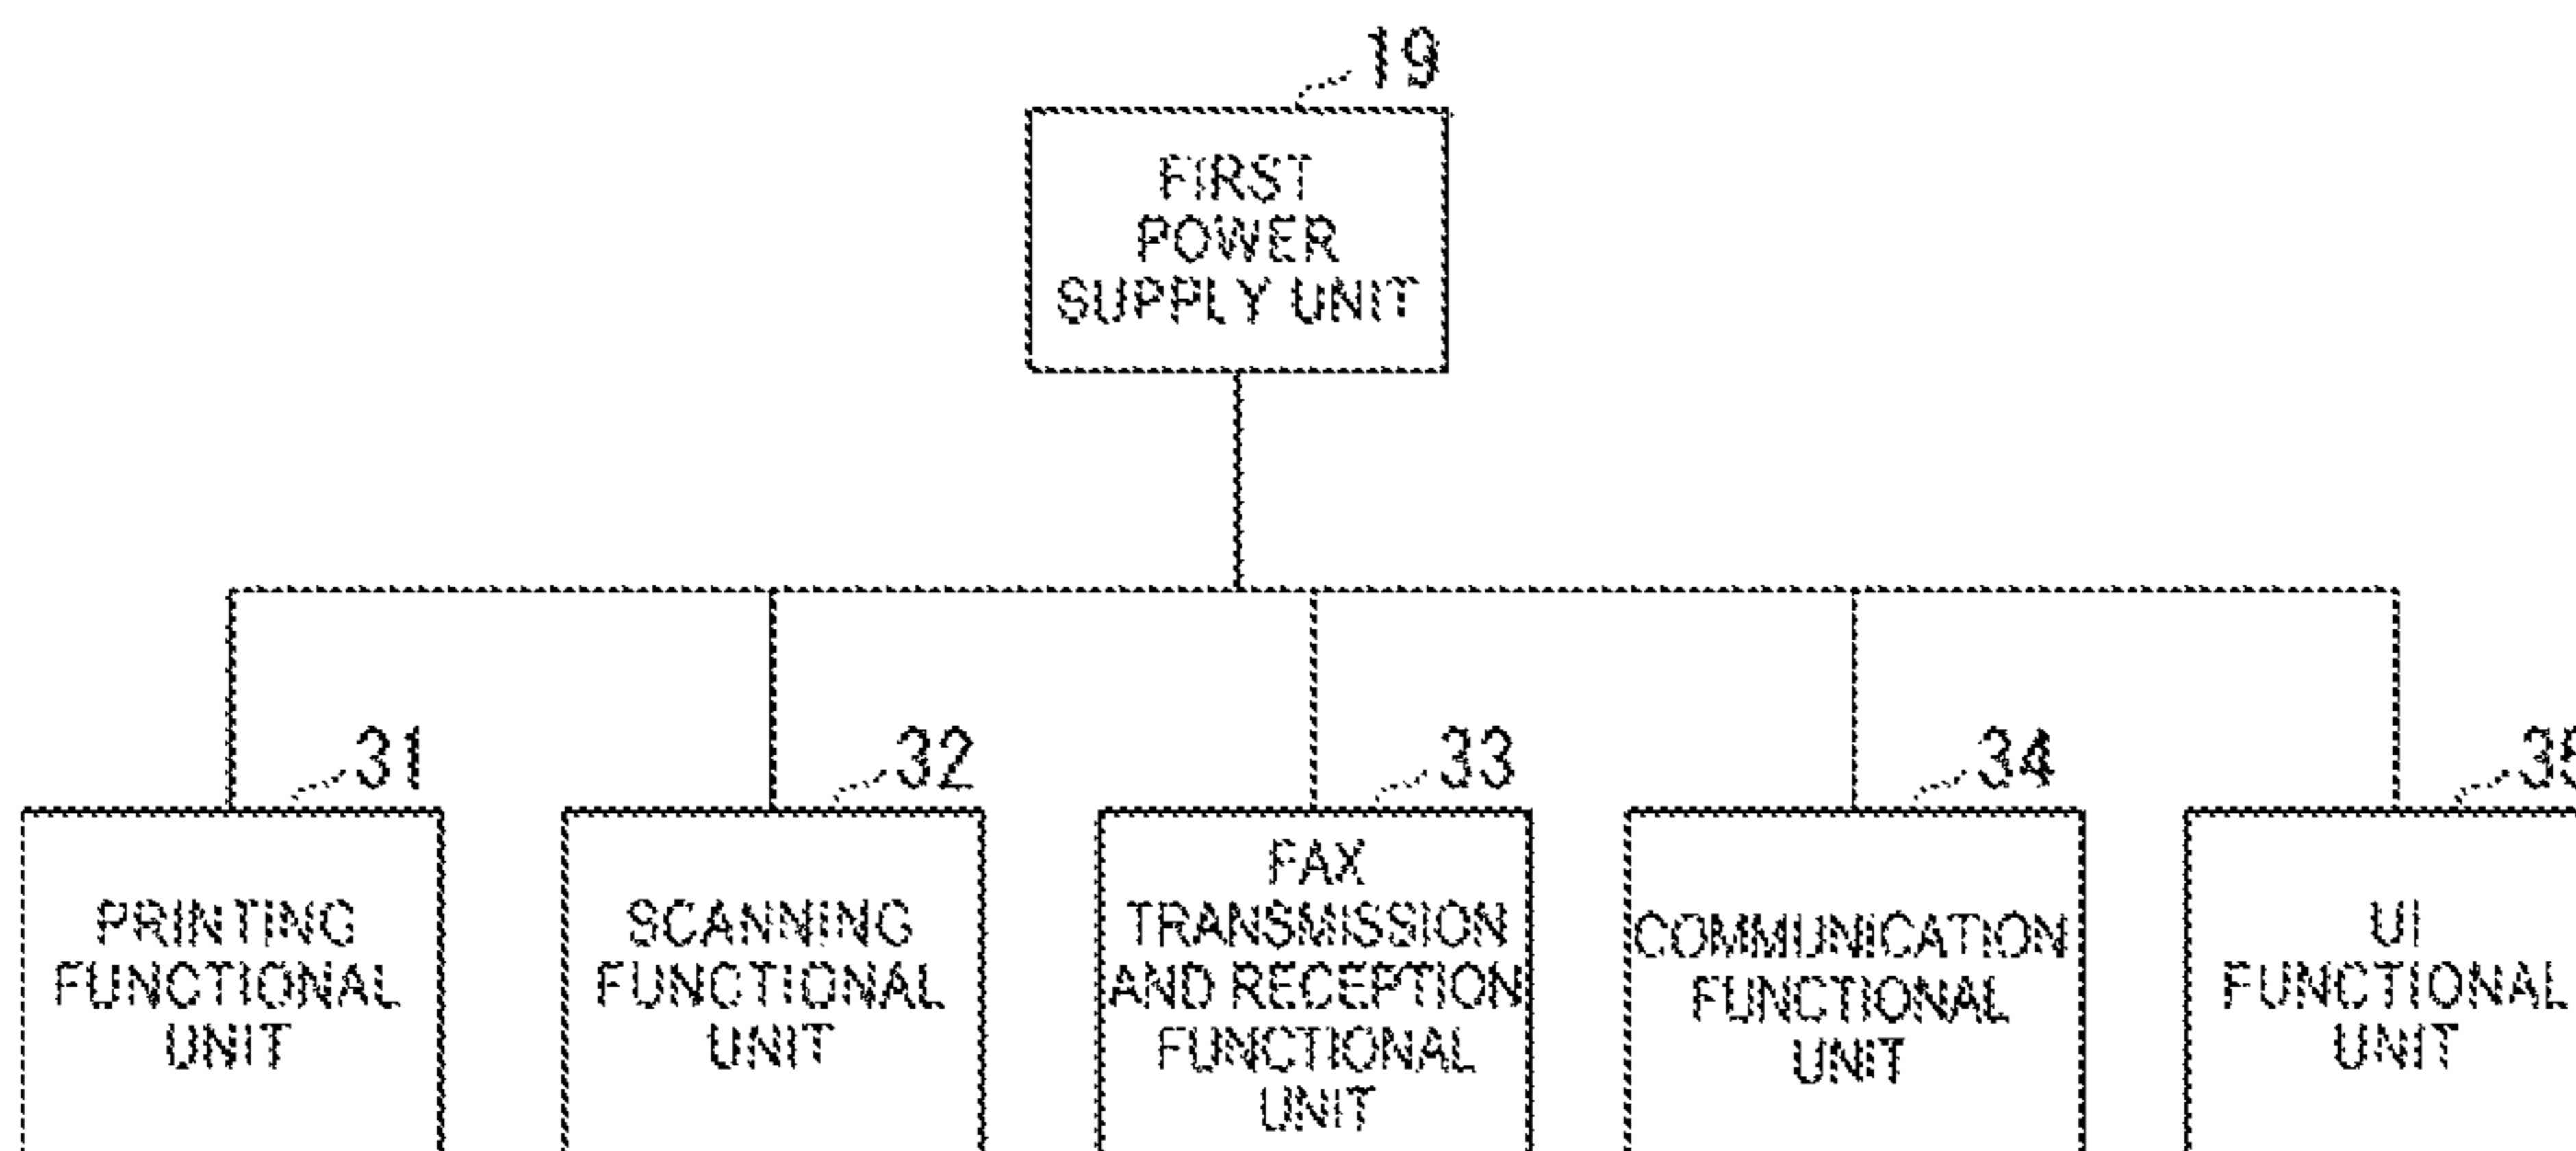 19
FIRST
POWER
SUPPLY UNIT
31
32
33
34
PRINTING
FUNCTIONAL
UNIT
SCANNING
FUNCTIONAL
UNIT
FAX
TRANSMISSION
AND RECEPTION
FUNCTIONAL
UNIT
COMMUNICATION
FUNCTIONAL
UNIT
UI
FUNCTIONAL
UNIT